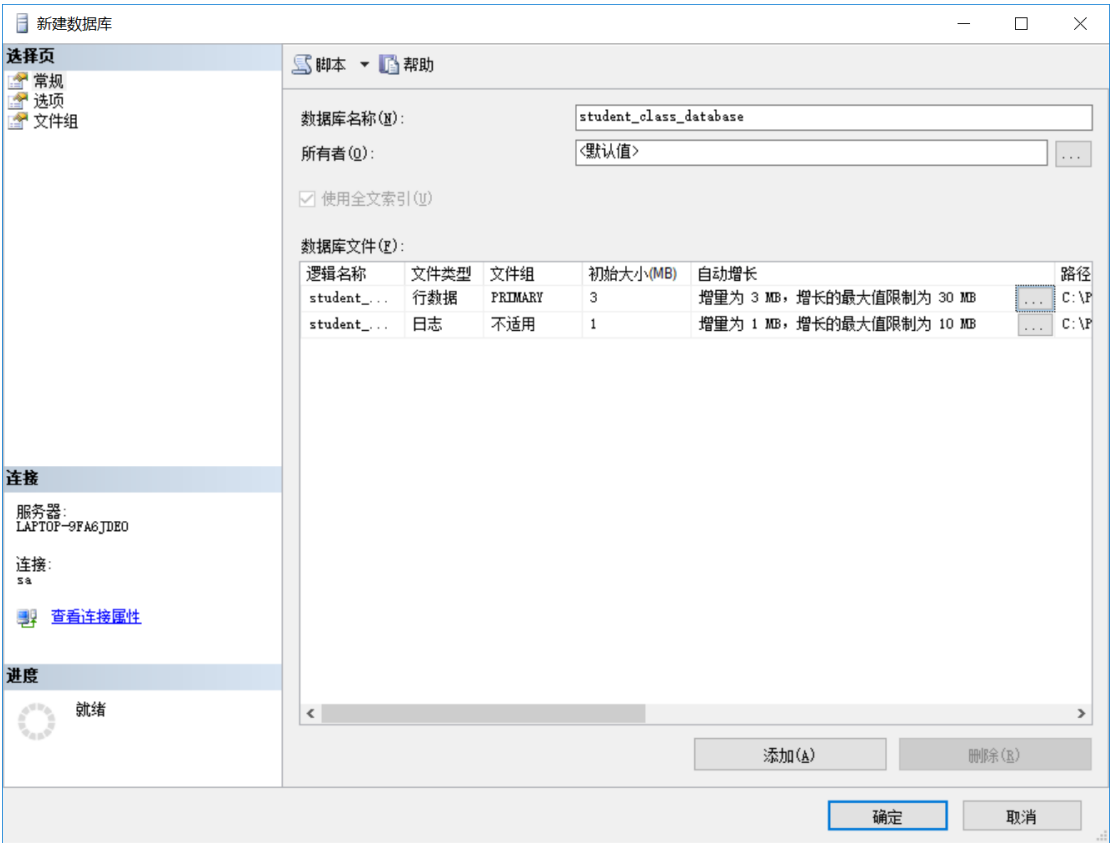 新建数据库
选择页
常规
选项
文件组
脚本 帮助
数据库名称(N):
student_class_database
所有者(O):
<默认值>
...
使用全文索引(U)
数据库文件(F):
逻辑名称 文件类型 文件组 初始大小(MB) 自动增长 路径
student_... 行数据 PRIMARY 3 增量为 3 MB，增长的最大值限制为 30 MB ... C:\P
student_... 日志 不适用 1 增量为 1 MB，增长的最大值限制为 10 MB ... C:\P
连接
服务器:
LAPTOP-9FA6JDEO
连接:
sa
查看连接属性
进度
就绪
添加(A) 删除(R)
确定 取消